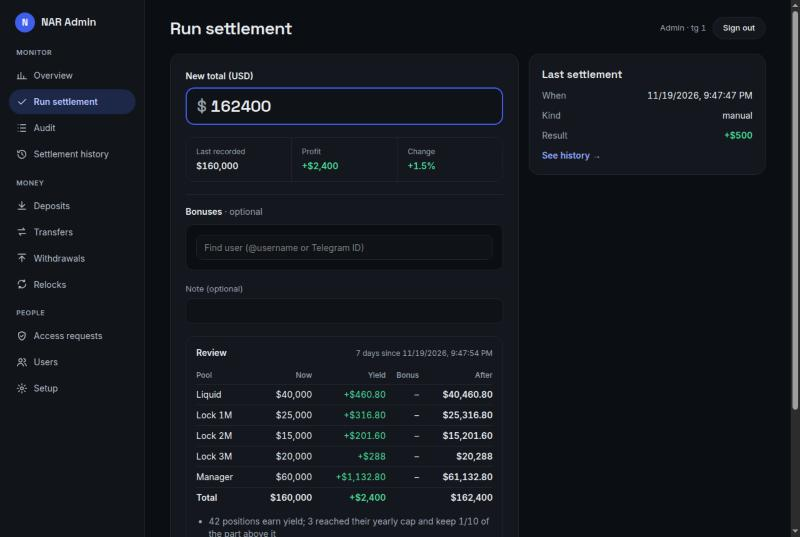 N NAR Admin
MONITOR
Overview
Run settlement
Audit
Settlement history
MONEY
Deposits
Transfers
Withdrawals
Relocks
PEOPLE
Access requests
Users
Setup
Run settlement
Admin · tg 1 Sign out
New total (USD)
$ 162400
Last recorded Profit Change
$160,000 +$2,400 +1.5%
Bonuses · optional
Find user (@username or Telegram ID)
Note (optional)
Review 7 days since 11/19/2026, 9:47:54 PM
Pool Now Yield Bonus After
Liquid $40,000 +$460.80 – $40,460.80
Lock 1M $25,000 +$316.80 – $25,316.80
Lock 2M $15,000 +$201.60 – $15,201.60
Lock 3M $20,000 +$288 – $20,288
Manager $60,000 +$1,132.80 – $61,132.80
Total $160,000 +$2,400 $162,400
• 42 positions earn yield; 3 reached their yearly cap and keep 1/10 of
the part above it
Last settlement
When 11/19/2026, 9:47:47 PM
Kind manual
Result +$500
See history →